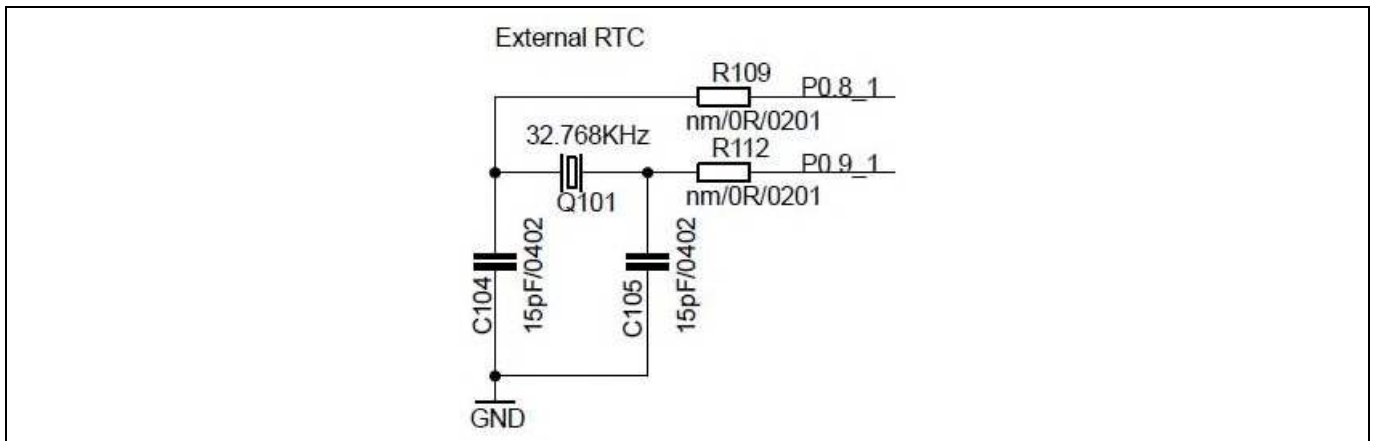 External RTC
R109
P0.8_1
nm/0R/0201
32.768KHz
R112
P0.9_1
nm/0R/0201
Q101
C104
15pF/0402
C105
15pF/0402
GND